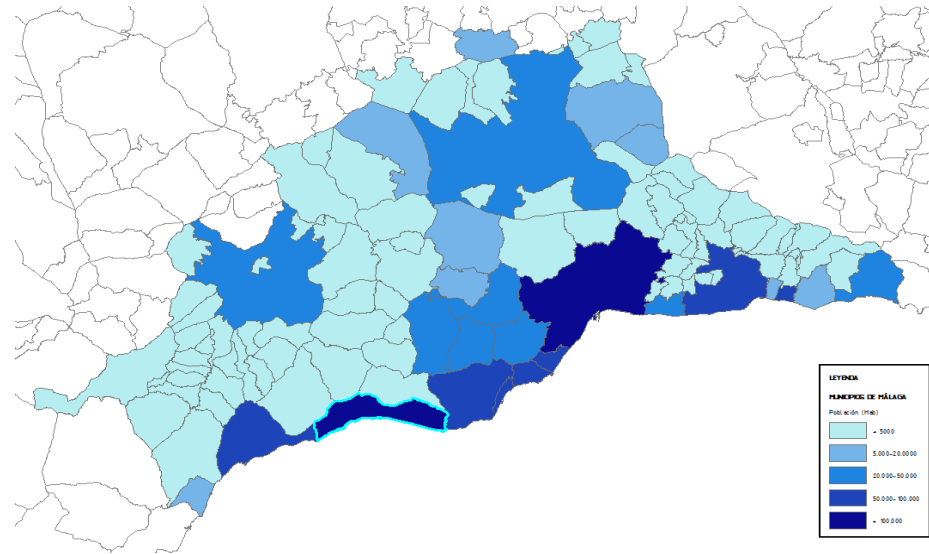 LEYENDA
MUNICIPIOS DE MÁLAGA
Población (Hab)
< 5000
5.000-20.0000
20.000-50.000
50.000-100.000
> 100.000